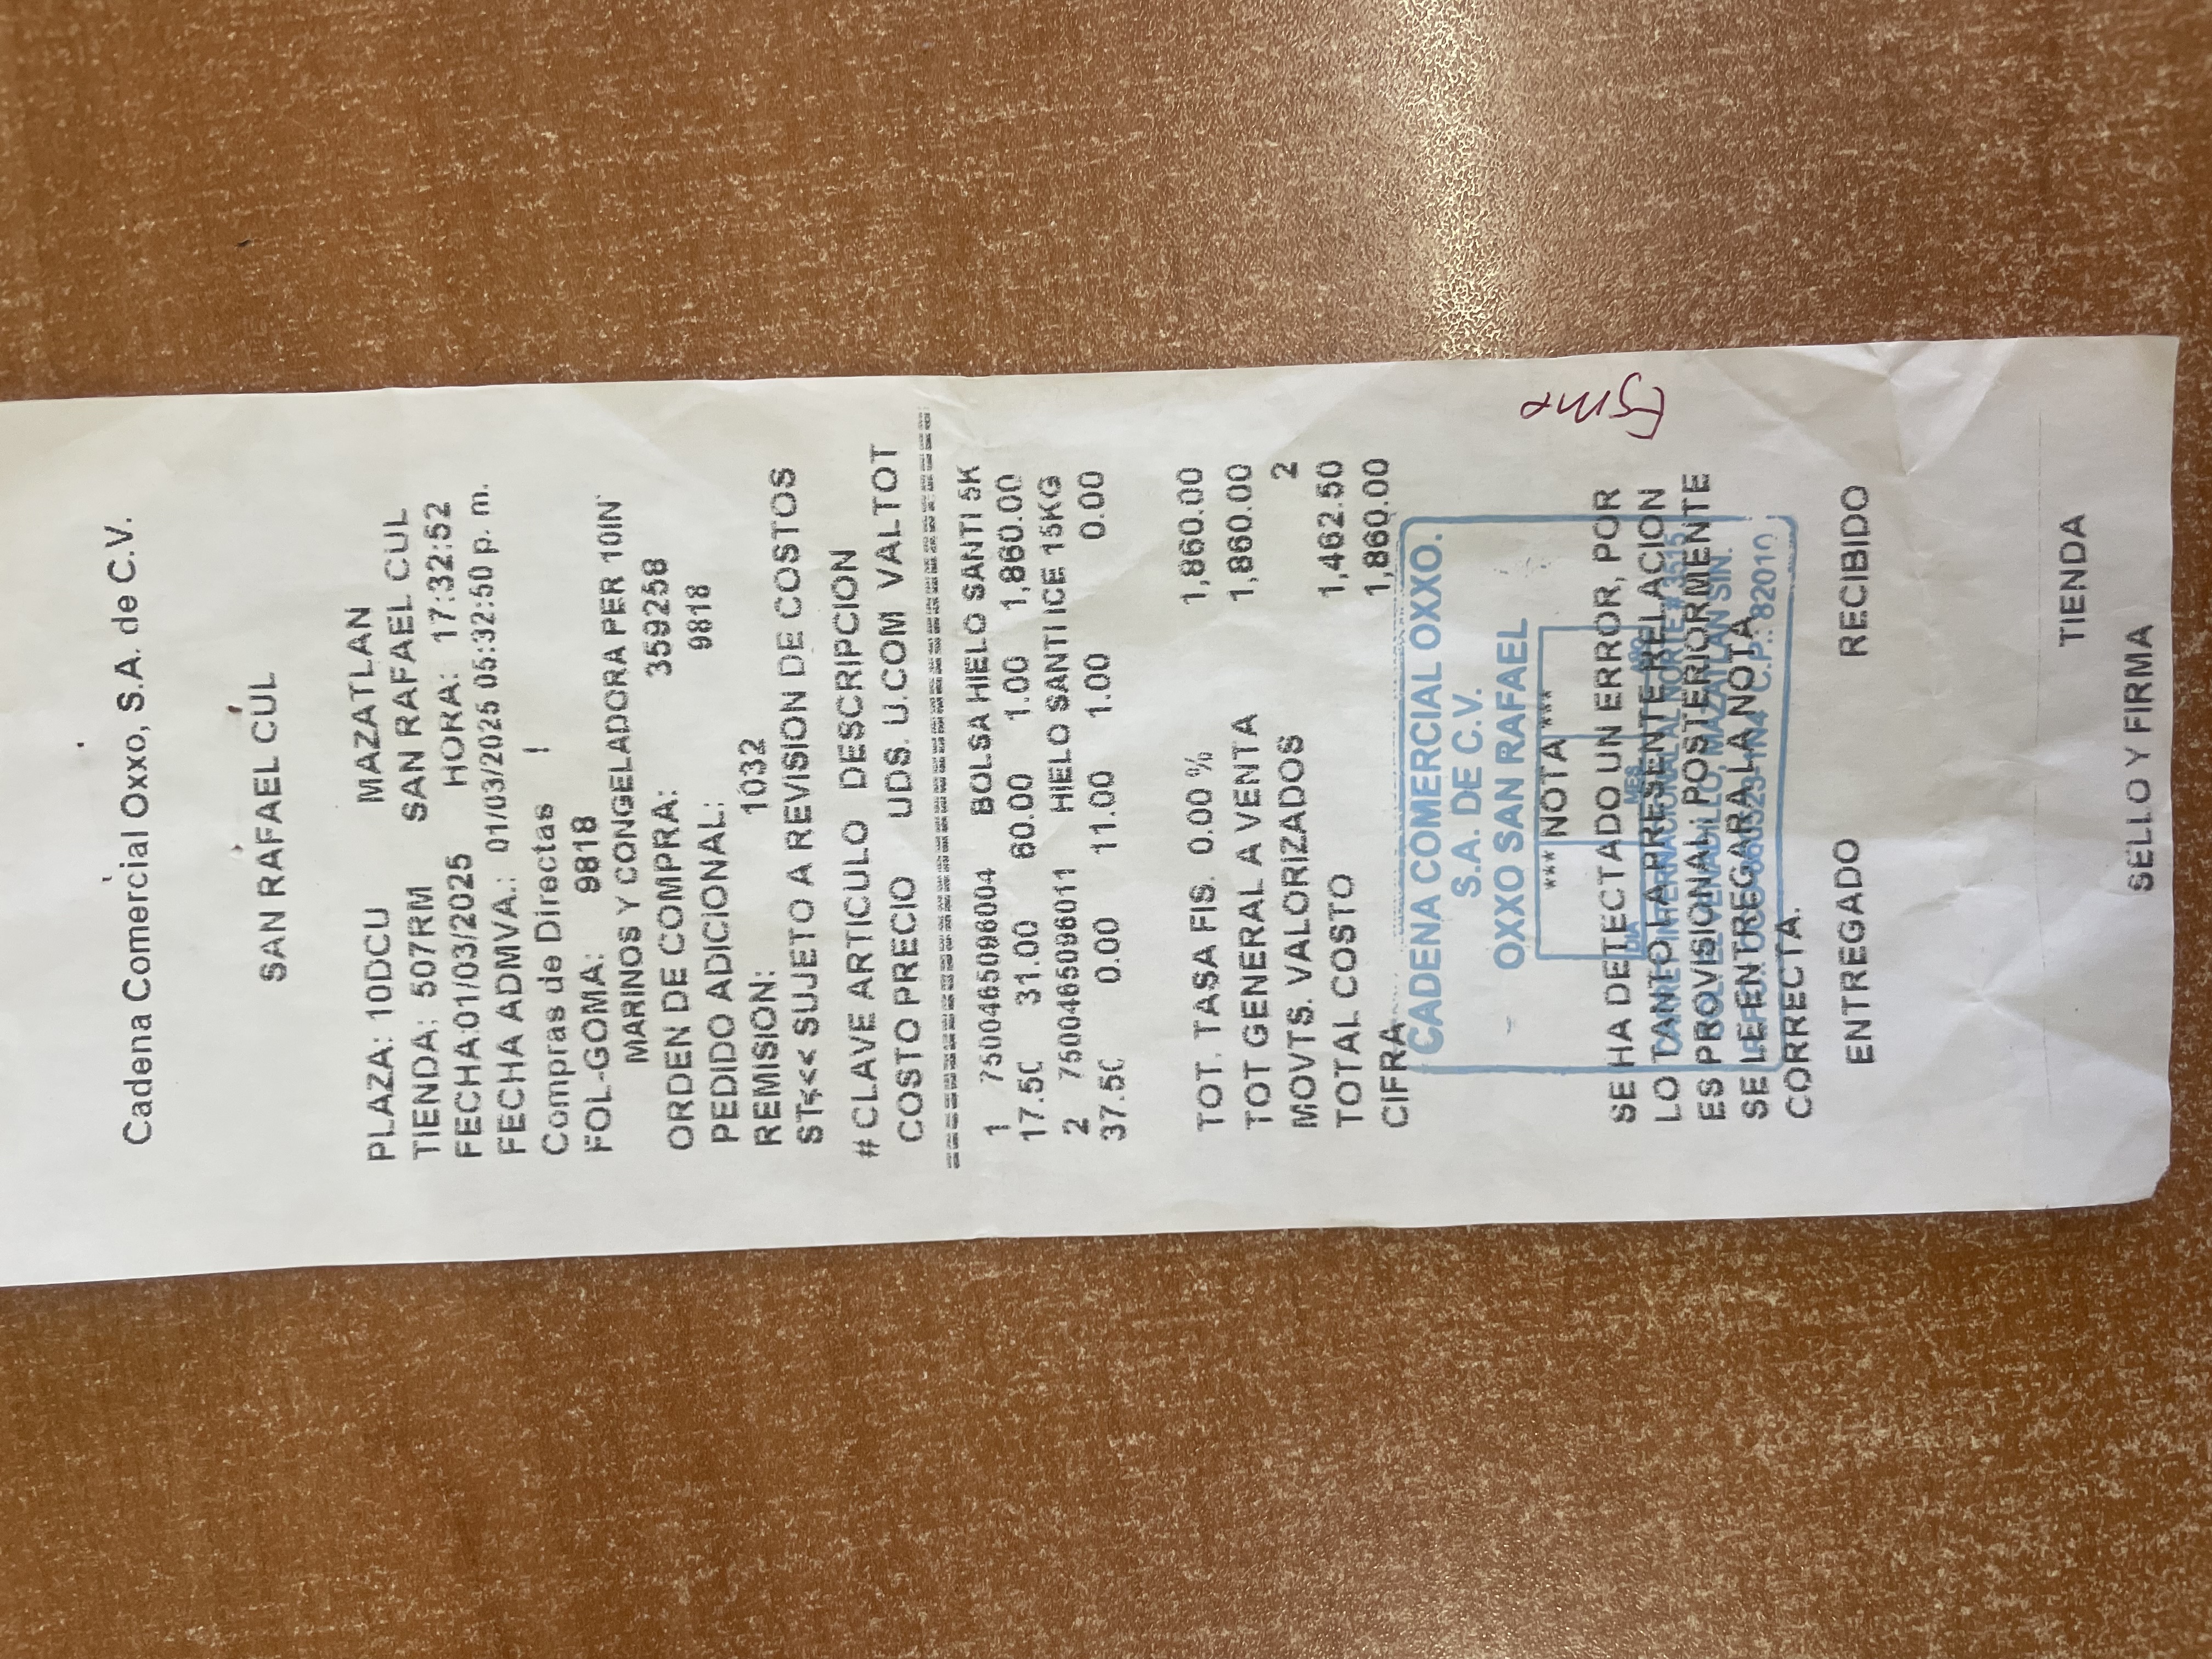 Cadena Comercial Oxxo, S.A. de C.V.
SAN RAFAEL CUL
PLAZA: 10DCU MAZATLAN
TIENDA: 507RM SAN RAFAEL CUL
FECHA:01/03/2025 HORA: 17:32:52
FECHA ADMVA.: 01/03/2025 05:32:50 p. m.
Compras de Directas !
FOL-GOMA: 9818
MARINOS Y CONGELADORA PER 10IN
ORDEN DE COMPRA: 359258
PEDIDO ADICIONAL: 9818
REMISION: 1032
ST<<< SUJETO A REVISION DE COSTOS
# CLAVE ARTICULO DESCRIPCION
COSTO PRECIO UDS. U.COM VALTOT
1 7500465096004 BOLSA HIELO SANTI 5K
17.50 31.00 60.00 1.00 1,860.00
2 7500465096011 HIELO SANTI ICE 15KG
37.50 0.00 11.00 1.00 0.00
TOT. TASA FIS. 0.00 % 1,860.00
TOT GENERAL A VENTA 1,860.00
MOVTS. VALORIZADOS 2
TOTAL COSTO 1,462.50
CIFRA 1,860.00
CADENA COMERCIAL OXXO.
S.A. DE C.V.
OXXO SAN RAFAEL
*** NOTA ***
SE HA DETECTADO UN ERROR, POR
DIA MES AÑO
LO TANTO LA PRESENTE RELACION
CARRET INTERNACIONAL AL NORTE # 3515
ES PROVISIONAL; POSTERIORMENTE
COL. EL VENADILLO, MAZATLAN SIN.
SE LE ENTREGARA LA NOTA
R.F.C.: CCO-860523-1N4 C.P.: 82010
CORRECTA.
ENTREGADO RECIBIDO
TIENDA
SELLO Y FIRMA